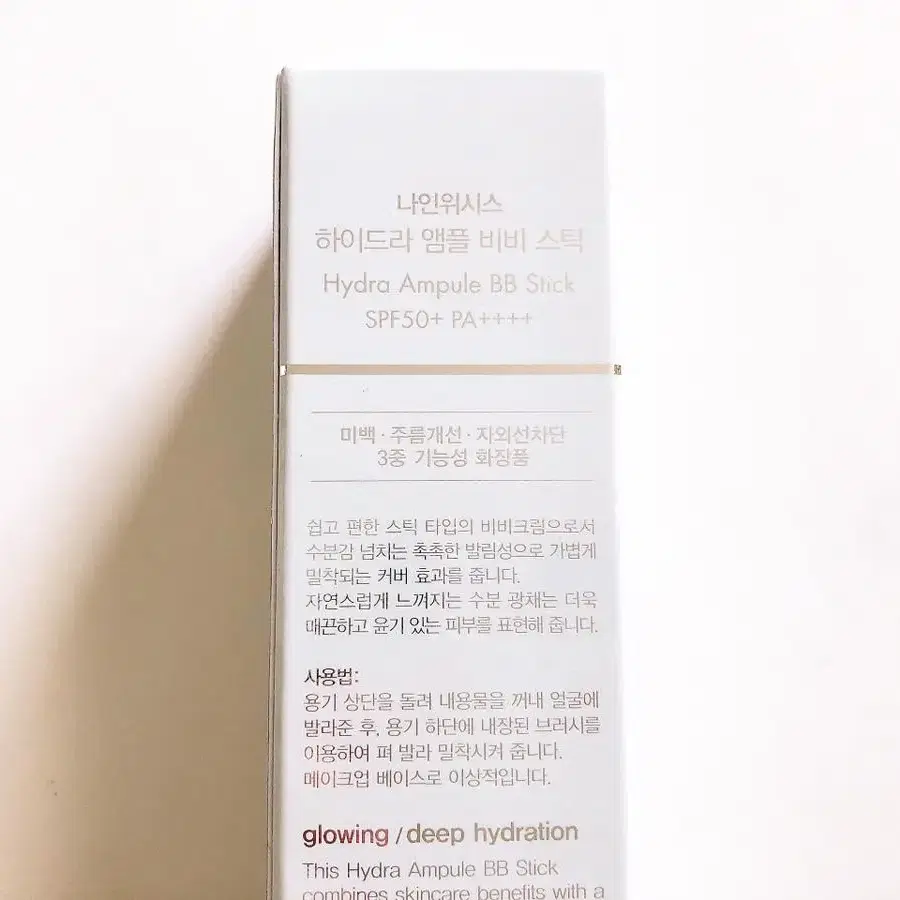 나인위시스
하이드라 앰플 비비 스틱
Hydra Ampule BB Stick
SPF50+ PA++++
미백·주름개선·자외선차단
3중 기능성 화장품
쉽고 편한 스틱 타입의 비비크림으로서
수분감 넘치는 촉촉한 발림성으로 가볍게
밀착되는 커버 효과를 줍니다.
자연스럽게 느껴지는 수분 광채는 더욱
매끈하고 윤기 있는 피부를 표현해 줍니다.
사용법:
용기 상단을 돌려 내용물을 꺼내 얼굴에
발라준 후, 용기 하단에 내장된 브러시를
이용하여 펴 발라 밀착시켜 줍니다.
메이크업 베이스로 이상적입니다.
glowing / deep hydration
This Hydra Ampule BB Stick
combines skincare benefits with a